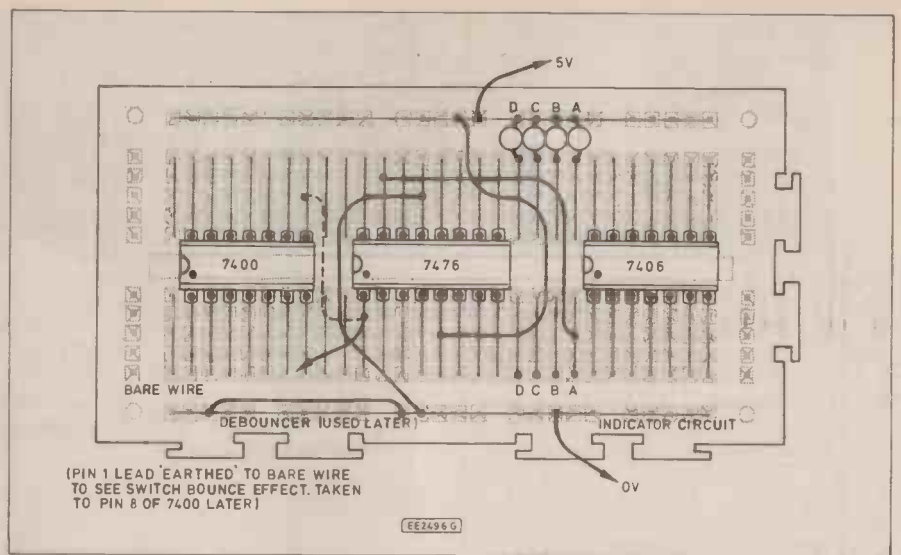 5V
D C B A
7400
7476
7406
D C B A
BARE WIRE
DEBOUNCER (USED LATER)
INDICATOR CIRCUIT
(PIN 1 LEAD 'EARTHED' TO BARE WIRE
TO SEE SWITCH BOUNCE EFFECT. TAKEN
TO PIN 8 OF 7400 LATER)
0V
EE2496G